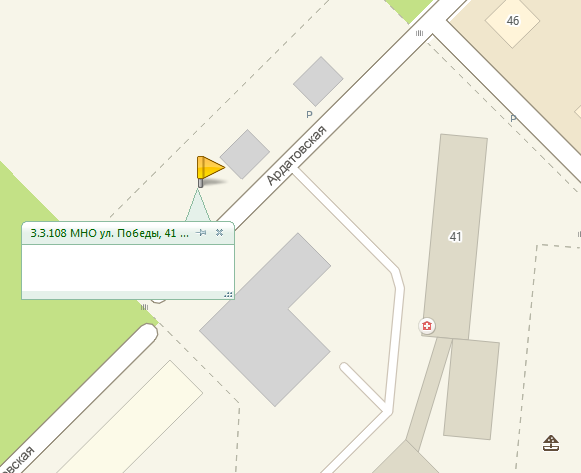 46
P
P
Ардатовская
41
3.3.108 МНО ул. Победы, 41 ...
вская